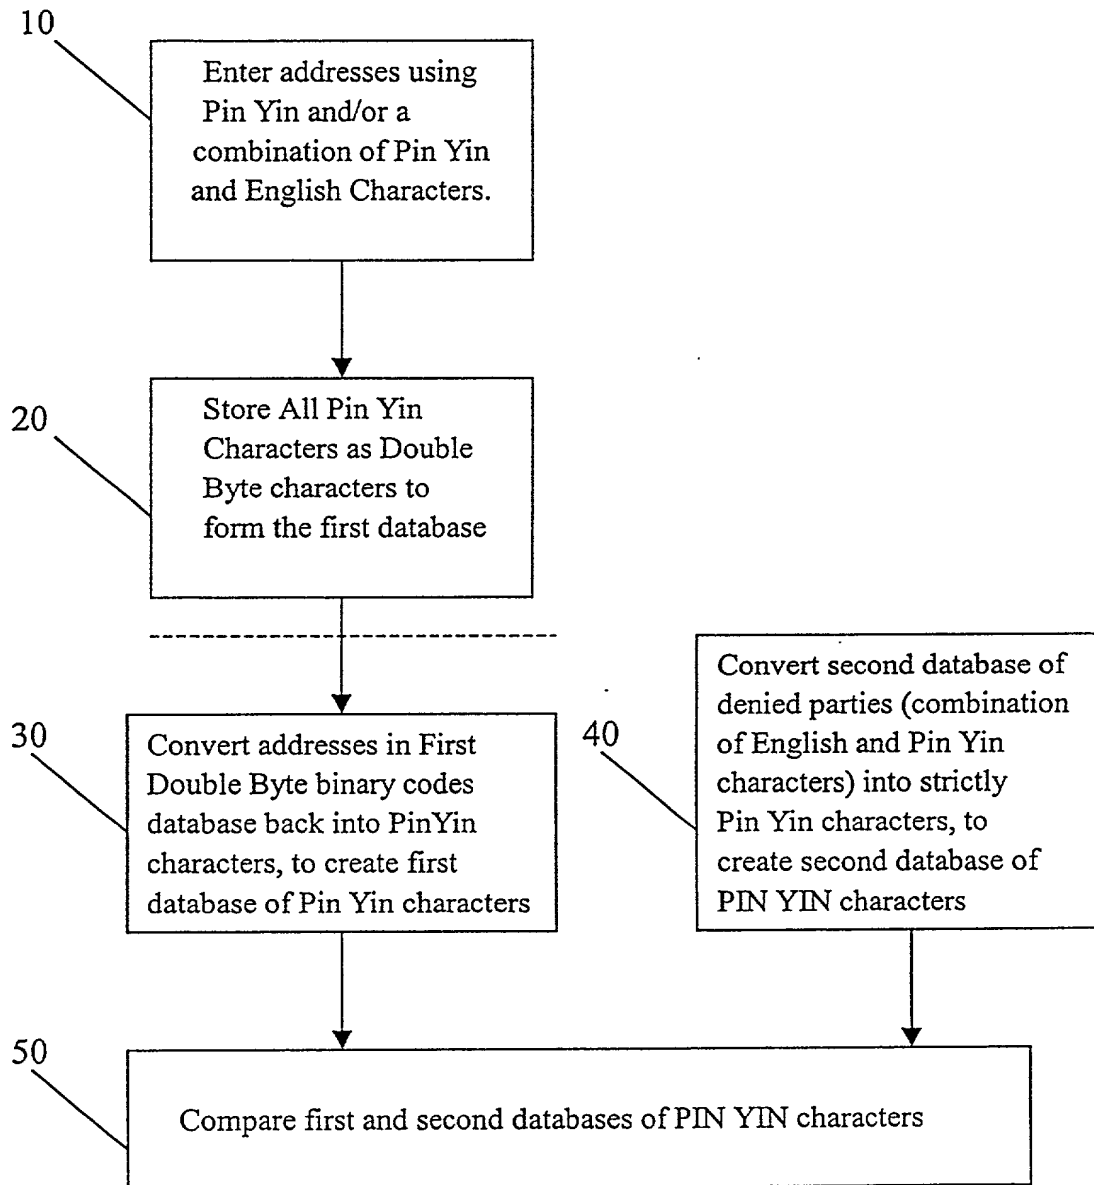 10
Enter addresses using
Pin Yin and/or a
combination of Pin Yin
and English Characters.
20
Store All Pin Yin
Characters as Double
Byte characters to
form the first database
30
Convert addresses in First
Double Byte binary codes
database back into PinYin
characters, to create first
database of Pin Yin characters
40
Convert second database of
denied parties (combination
of English and Pin Yin
characters) into strictly
Pin Yin characters, to
create second database of
PIN YIN characters
50
Compare first and second databases of PIN YIN characters